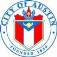 CITY OF AUSTIN
FOUNDED 1839